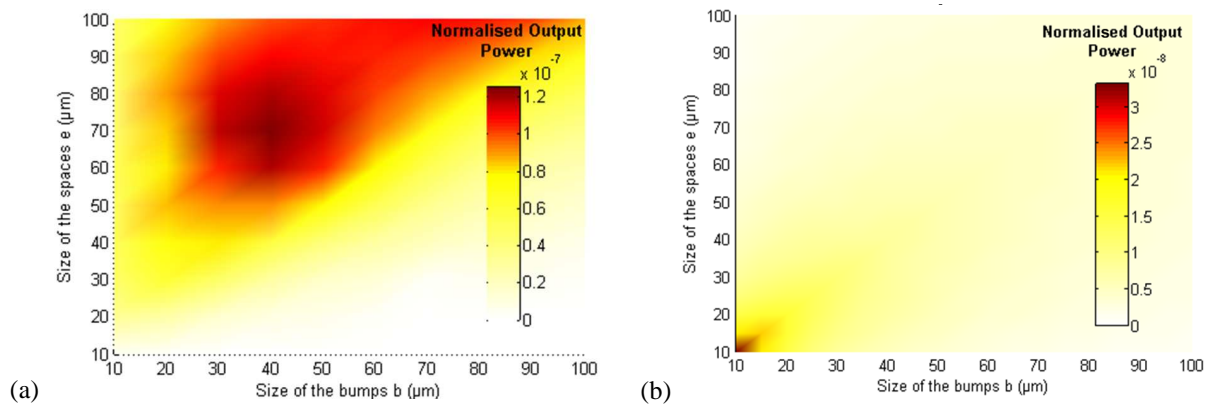 100
90
80
70
60
50
40
30
20
10
Size of the spaces e (µm)
10 20 30 40 50 60 70 80 90 100
Size of the bumps b (µm)
Normalised Output
Power
x 10⁻⁷
1.2
1
0.8
0.6
0.4
0.2
0
(a)
100
90
80
70
60
50
40
30
20
10
Size of the spaces e (µm)
10 20 30 40 50 60 70 80 90 100
Size of the bumps b (µm)
Normalised Output
Power
x 10⁻⁸
3
2.5
2
1.5
1
0.5
0
(b)